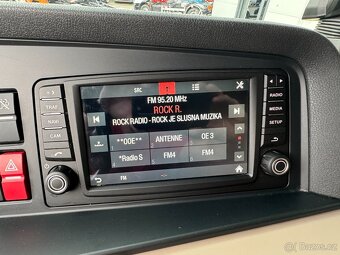 SRC
FM 95.20 MHz
ROCK R.
ROCK RADIO - ROCK JE SLUSNA MUZIKA
**OOE**
ANTENNE
OE 3
*Radio S
FM4
FM4
FM
TRAF
NAVI
CAM
RADIO
MEDIA
SETUP
bazos.cz